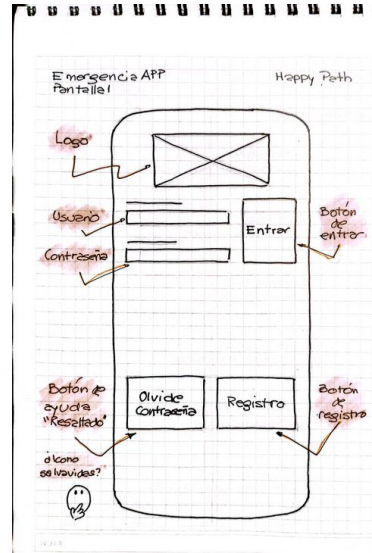 Emergencia APP
Pantalla 1
Happy Path
Logo
Usuario
Contraseña
Entrar
Botón
de
entrar
Botón de
ayuda
"Resaltado"
Olvide
Contraseña
Registro
Botón
de
registro
¿Icono
salvavidas?